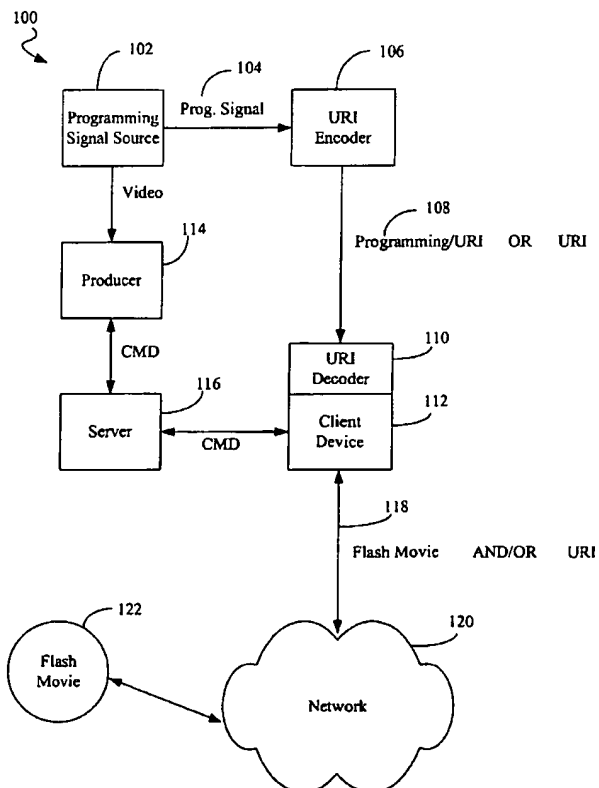 100
102
104
106
Programming
Signal Source
Prog. Signal
URI
Encoder
Video
108
Programming/URI OR URI
114
Producer
CMD
110
URI
Decoder
116
112
Server
CMD
Client
Device
118
Flash Movie AND/OR URI
122
120
Flash
Movie
Network